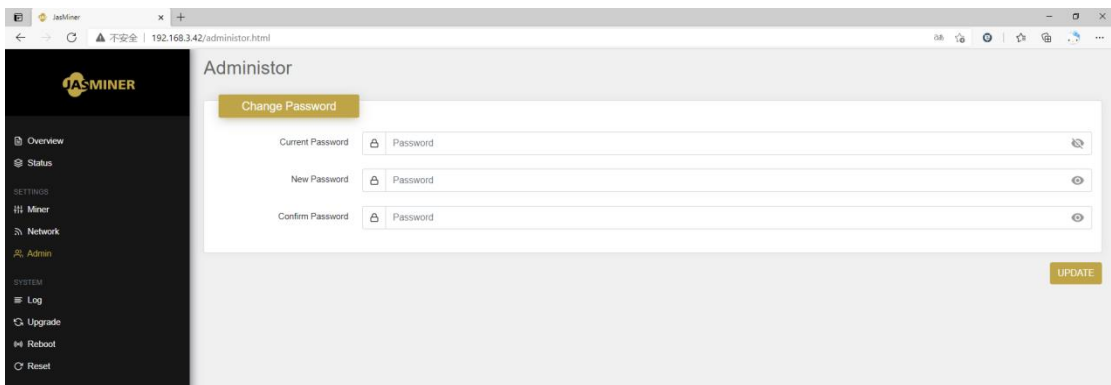 JasMiner
不安全 192.168.3.42/administor.html
JASMINER
Overview
Status
SETTINGS
Miner
Network
Admin
SYSTEM
Log
Upgrade
Reboot
Reset
Administor
Change Password
Current Password Password
New Password Password
Confirm Password Password
UPDATE